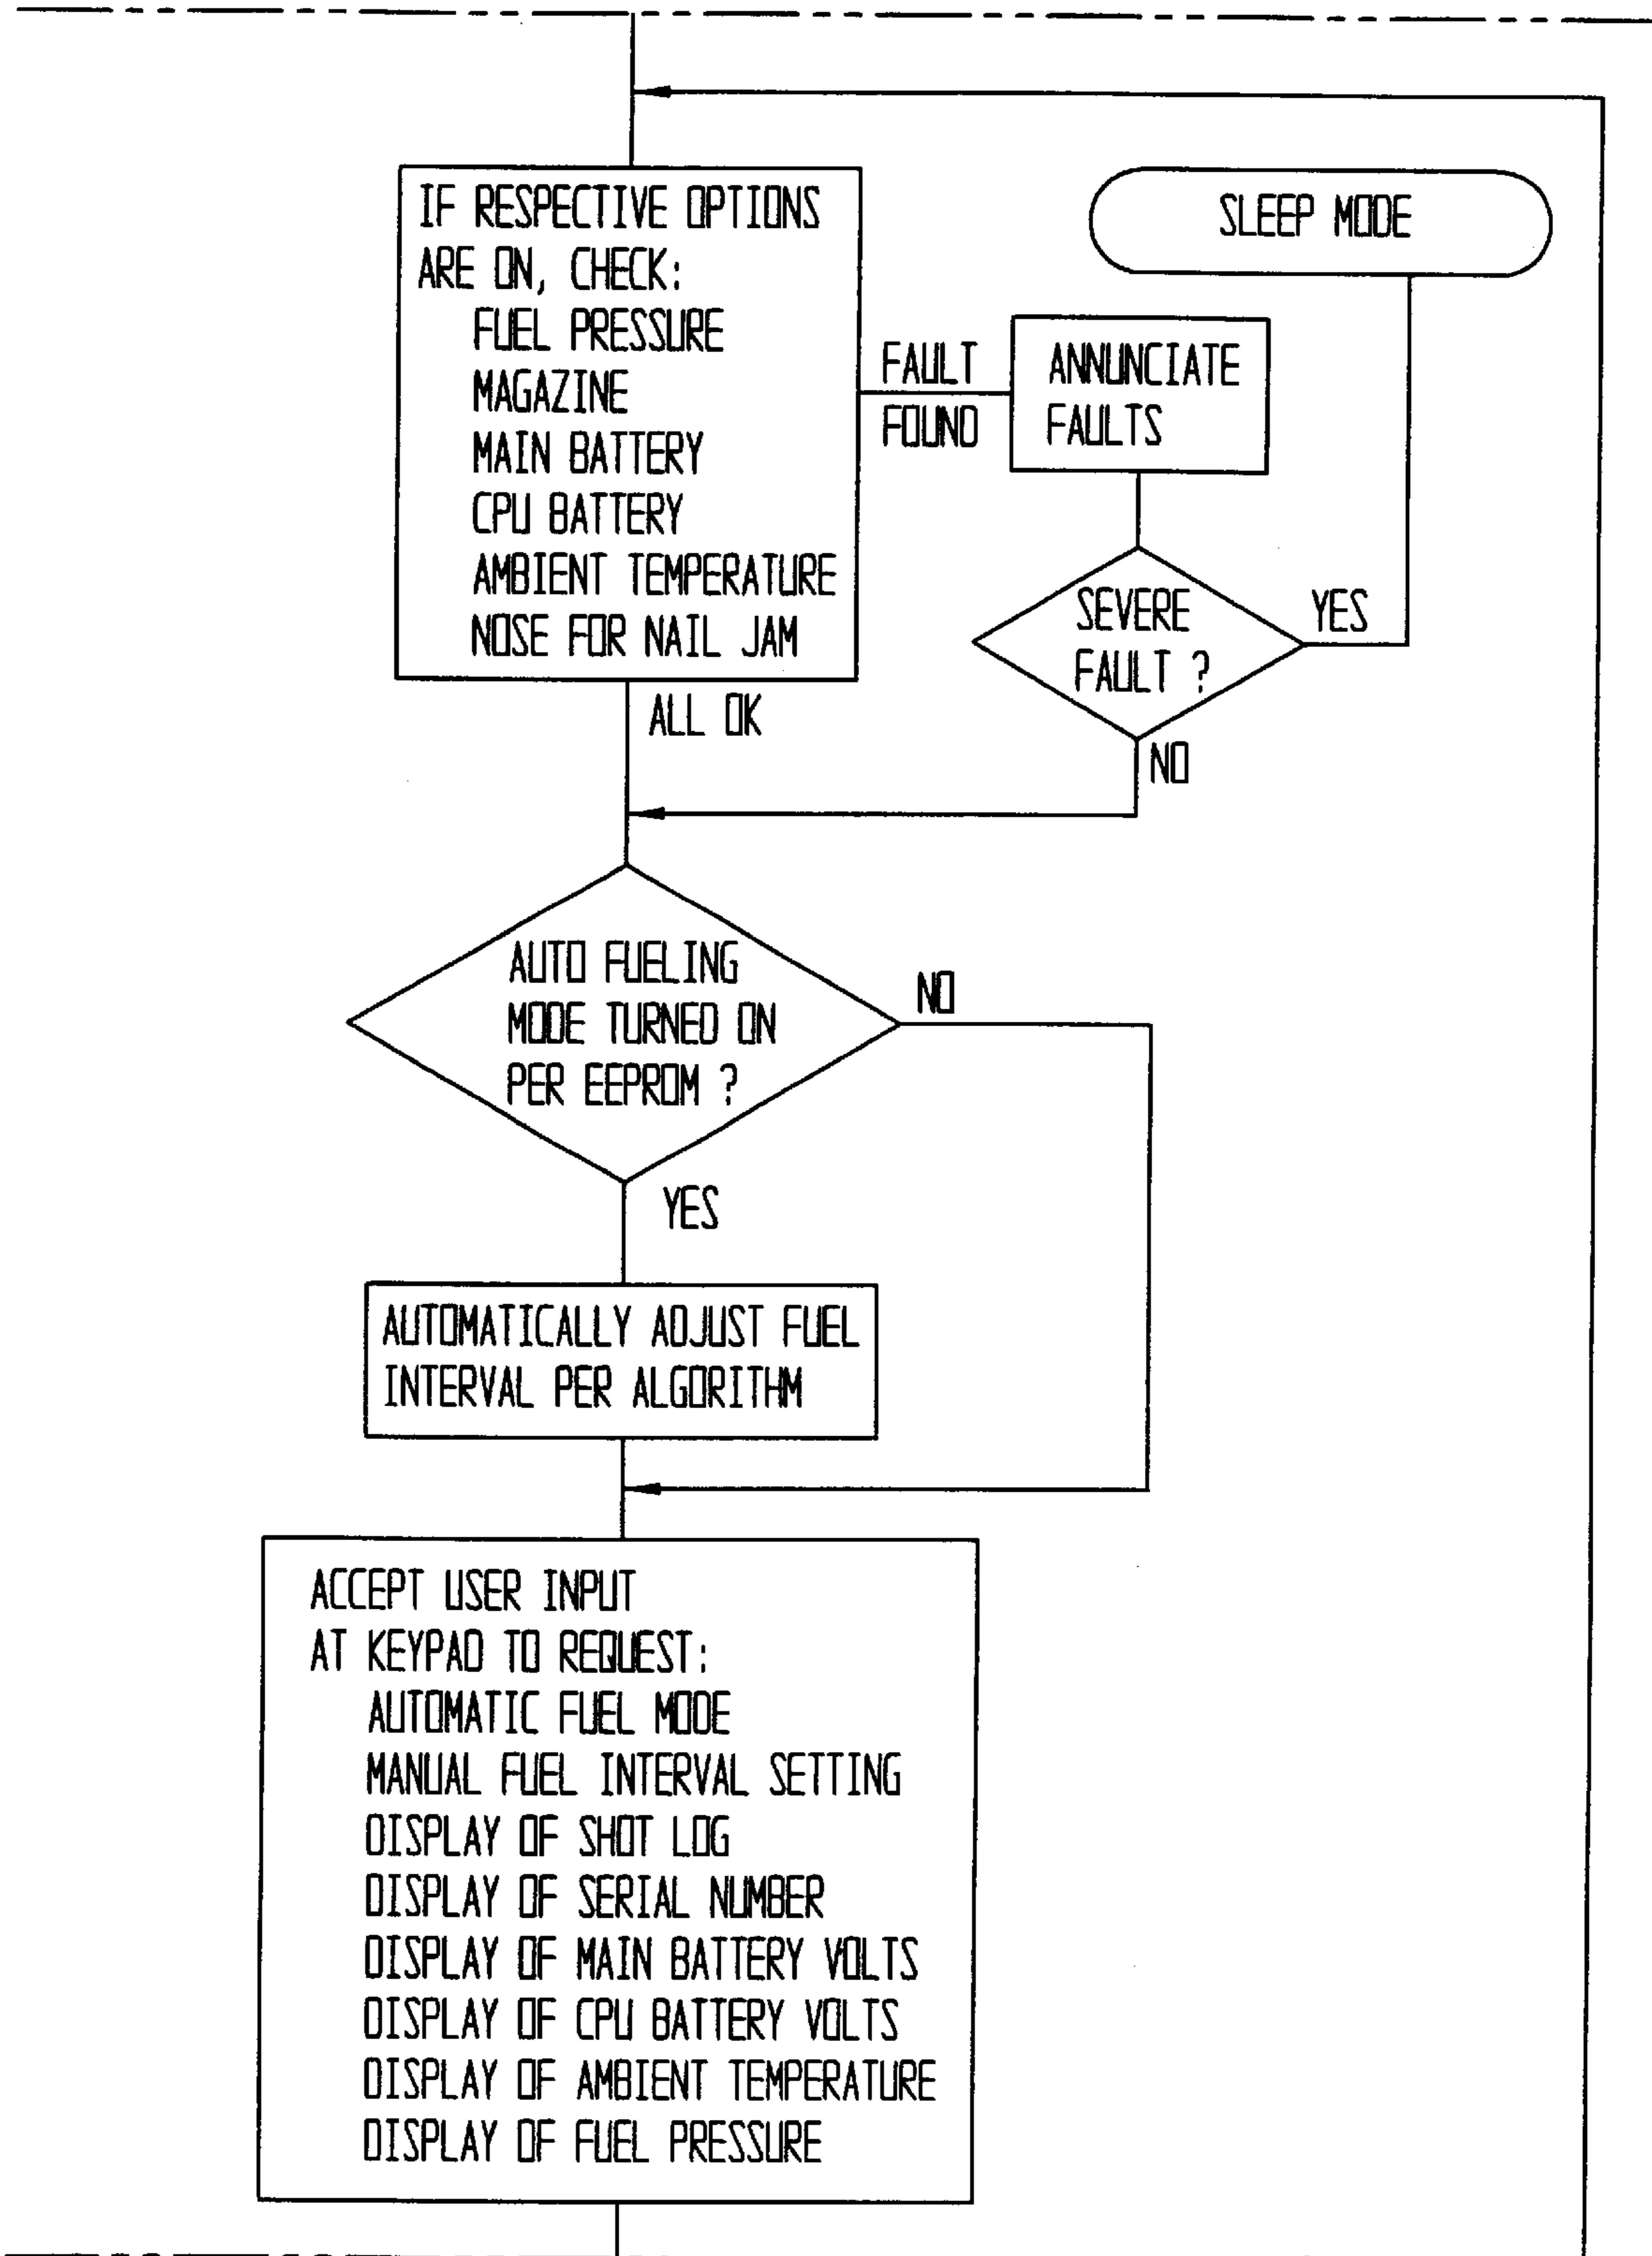 IF RESPECTIVE OPTIONS
ARE ON, CHECK:
FUEL PRESSURE
MAGAZINE
MAIN BATTERY
CPU BATTERY
AMBIENT TEMPERATURE
NOSE FOR NAIL JAM
SLEEP MODE
FAULT
FOUND
ANNUNCIATE
FAULTS
SEVERE
FAULT ?
YES
NO
ALL OK
AUTO FUELING
MODE TURNED ON
PER EEPROM ?
NO
YES
AUTOMATICALLY ADJUST FUEL
INTERVAL PER ALGORITHM
ACCEPT USER INPUT
AT KEYPAD TO REQUEST:
AUTOMATIC FUEL MODE
MANUAL FUEL INTERVAL SETTING
DISPLAY OF SHOT LOG
DISPLAY OF SERIAL NUMBER
DISPLAY OF MAIN BATTERY VOLTS
DISPLAY OF CPU BATTERY VOLTS
DISPLAY OF AMBIENT TEMPERATURE
DISPLAY OF FUEL PRESSURE